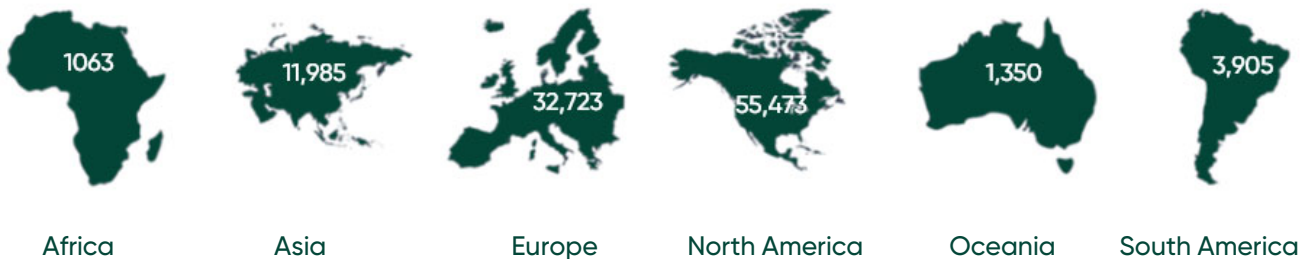 1063
11,985
32,723
55,473
1,350
3,905
Africa
Asia
Europe
North America
Oceania
South America